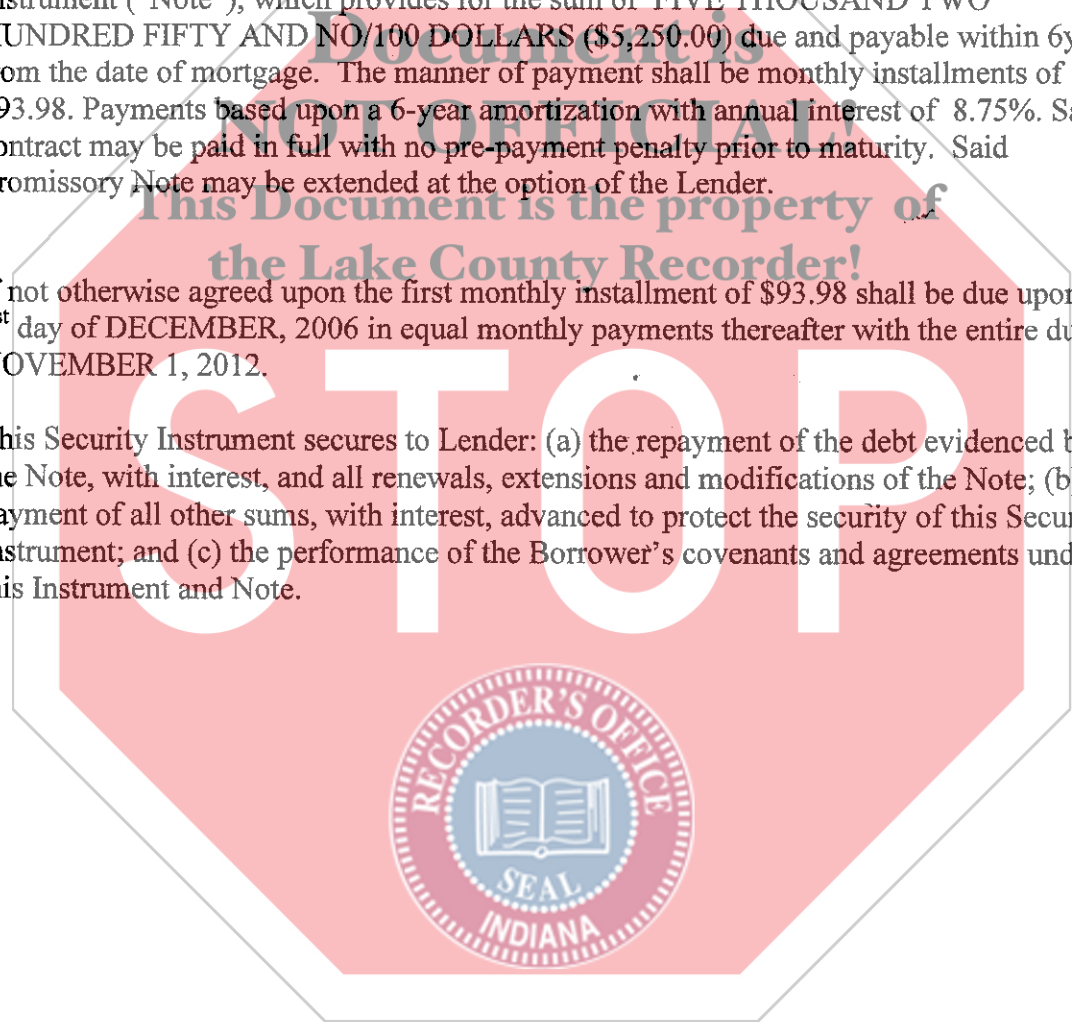 nstrument ("Note"), which provides for the sum of FIVE THOUSAND TWO
UNDRED FIFTY AND NO/100 DOLLARS ($5,250.00) due and payable within 6y
om the date of mortgage. The manner of payment shall be monthly installments of
93.98. Payments based upon a 6-year amortization with annual interest of 8.75%. Sa
ontract may be paid in full with no pre-payment penalty prior to maturity. Said
romissory Note may be extended at the option of the Lender.
Document is
NOT OFFICIAL!
This Document is the property of
the Lake County Recorder!
not otherwise agreed upon the first monthly installment of $93.98 shall be due upon
st day of DECEMBER, 2006 in equal monthly payments thereafter with the entire du
OVEMBER 1, 2012.
STOP
his Security Instrument secures to Lender: (a) the repayment of the debt evidenced b
e Note, with interest, and all renewals, extensions and modifications of the Note; (b)
ayment of all other sums, with interest, advanced to protect the security of this Secur
strument; and (c) the performance of the Borrower's covenants and agreements und
is Instrument and Note.
RECORDER'S OFFICE
SEAL
INDIANA